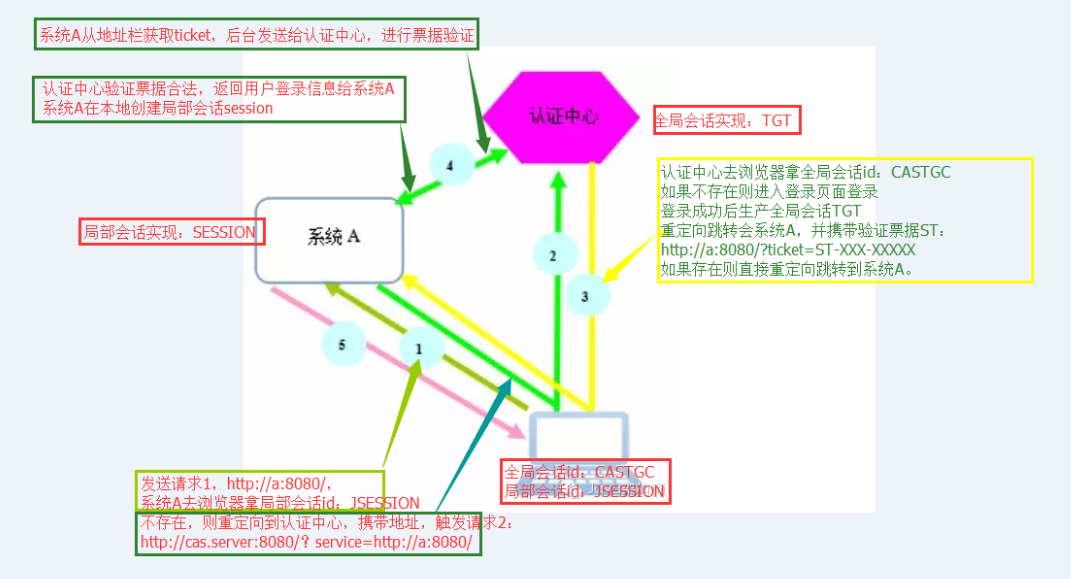 系统A从地址栏获取ticket，后台发送给认证中心，进行票据验证
认证中心验证票据合法，返回用户登录信息给系统A
系统A在本地创建局部会话session
认证中心
全局会话实现：TGT
认证中心去浏览器拿全局会话id：CASTGC
如果不存在则进入登录页面登录
登录成功后生产全局会话TGT
重定向跳转会系统A，并携带验证票据ST：
http://a:8080/?ticket=ST-XXX-XXXXX
如果存在则直接重定向跳转到系统A。
4
局部会话实现：SESSION
系统 A
2
3
5
1
全局会话id：CASTGC
局部会话id：JSESSION
发送请求1，http://a:8080/，
系统A去浏览器拿局部会话id：JSESSION
不存在，则重定向到认证中心，携带地址，触发请求2：
http://cas.server:8080/? service=http://a:8080/